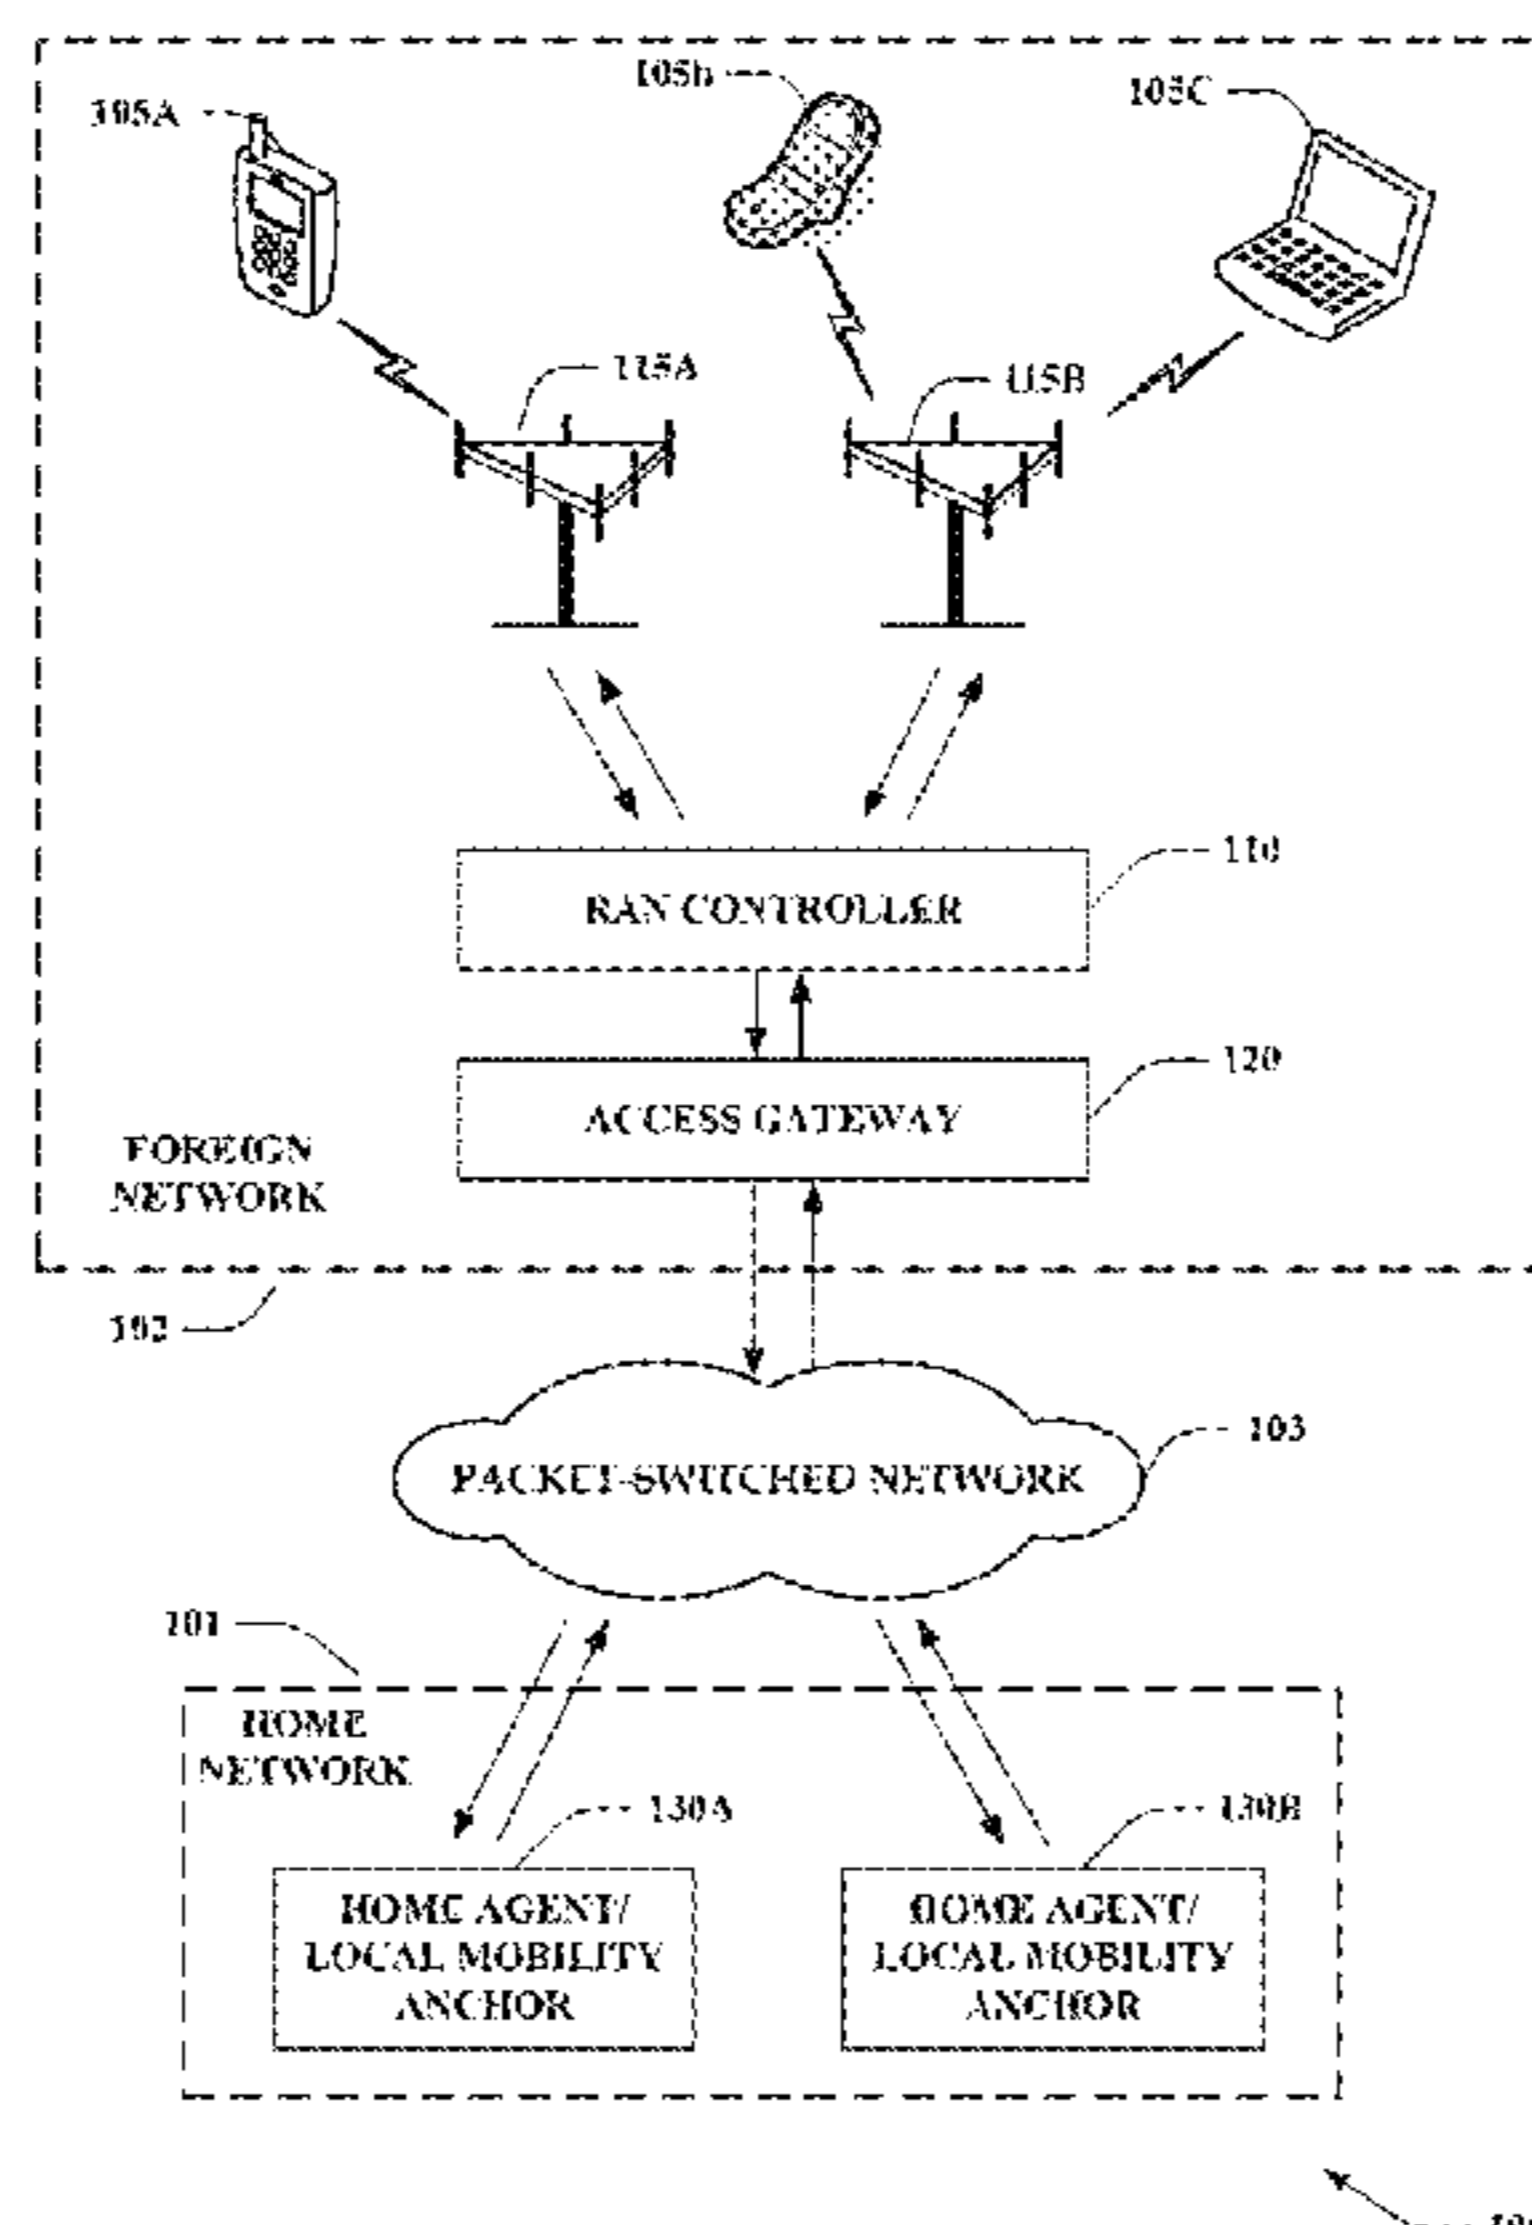 105A
105b
105C
115A
115B
RAN CONTROLLER
110
ACCESS GATEWAY
120
FOREIGN
NETWORK
102
PACKET-SWITCHED NETWORK
103
101
HOME
NETWORK
130A
130B
HOME AGENT/
LOCAL MOBILITY
ANCHOR
HOME AGENT/
LOCAL MOBILITY
ANCHOR